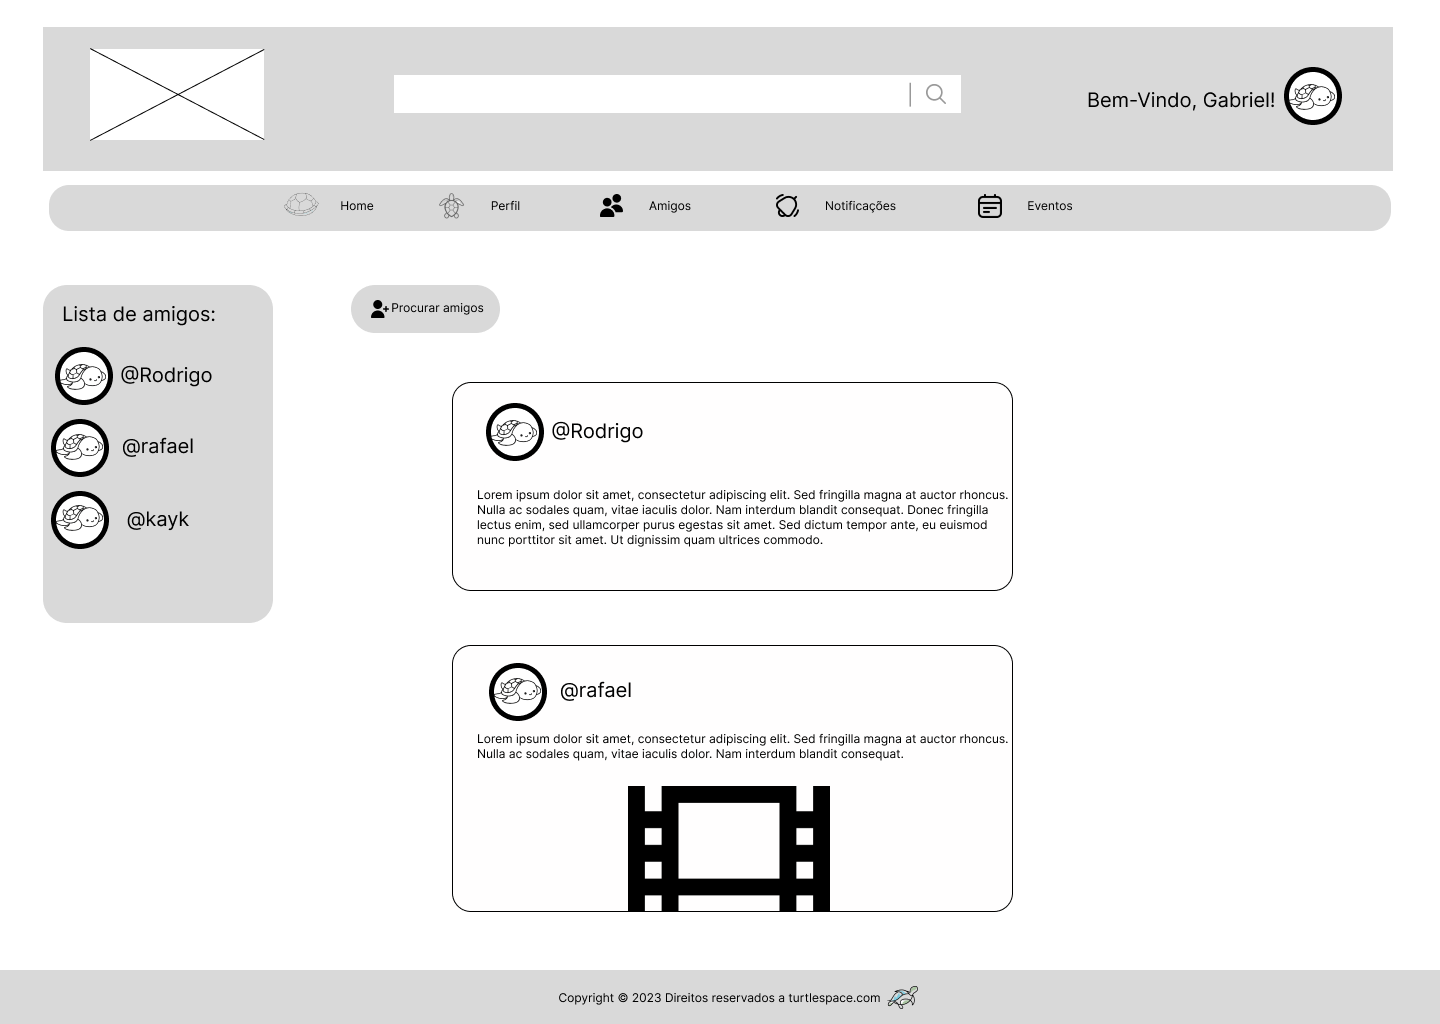 Bem-Vindo, Gabriel!
Home
Perfil
Amigos
Notificações
Eventos
Lista de amigos:
@Rodrigo
@rafael
@kayk
Procurar amigos
@Rodrigo
Lorem ipsum dolor sit amet, consectetur adipiscing elit. Sed fringilla magna at auctor rhoncus.
Nulla ac sodales quam, vitae iaculis dolor. Nam interdum blandit consequat. Donec fringilla
lectus enim, sed ullamcorper purus egestas sit amet. Sed dictum tempor ante, eu euismod
nunc porttitor sit amet. Ut dignissim quam ultrices commodo.
@rafael
Lorem ipsum dolor sit amet, consectetur adipiscing elit. Sed fringilla magna at auctor rhoncus.
Nulla ac sodales quam, vitae iaculis dolor. Nam interdum blandit consequat.
Copyright © 2023 Direitos reservados a turtlespace.com